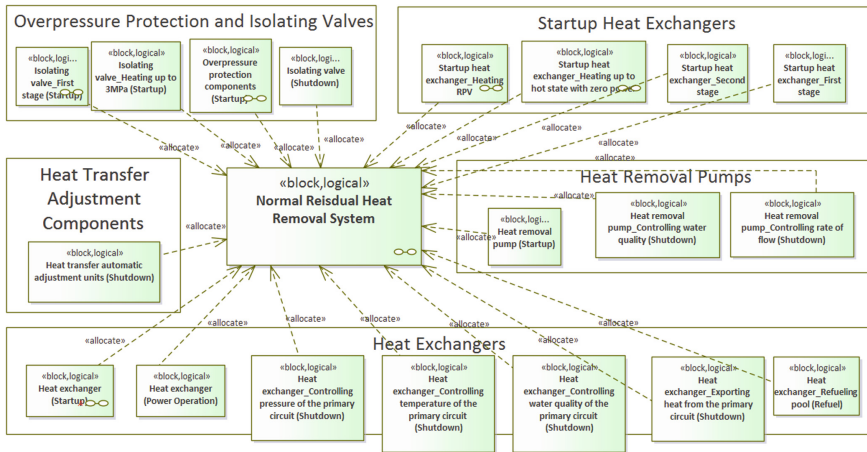 Overpressure Protection and Isolating Valves
«block,logi...
Isolating
valve_First
stage (Startup)
«block,logical»
Isolating
valve_Heating up to
3MPa (Startup)
«block,logical»
Overpressure
protection
components
(Startup)
«block,logi...
Isolating valve
(Shutdown)
Startup Heat Exchangers
«block,logical»
Startup heat
exchanger_Heating
RPV
«block,logical»
Startup heat
exchanger_Heating up to
hot state with zero power
«block,logical»
Startup heat
exchanger_Second
stage
«block,logical»
Startup heat
exchanger_First
stage
«allocate»
«allocate»
«allocate»
«allocate»
«allocate»
«allocate»
«allocate»
«allocate»
«allocate»
Heat Transfer
Adjustment
Components
«block,logical»
Heat transfer automatic
adjustment units (Shutdown)
«allocate»
«block,logical»
Normal Reisdual Heat
Removal System
Heat Removal Pumps
«allocate»
«allocate»
«block,logi...
Heat removal
pump (Startup)
«block,logical»
Heat removal
pump_Controlling water
quality (Shutdown)
«block,logical»
Heat removal
pump_Controlling rate of
flow (Shutdown)
«allocate»
«allocate»
«allocate»
«allocate»
«allocate»
«allocate»
«allocate»
Heat Exchangers
«block,logical»
Heat exchanger
(Startup)
«block,logical»
Heat exchanger
(Power Operation)
«block,logical»
Heat
exchanger_Controlling
pressure of the primary
circuit (Shutdown)
«block,logical»
Heat
exchanger_Controlling
temperature of the
primary circuit
(Shutdown)
«block,logical»
Heat
exchanger_Controlling
water quality of the
primary circuit
(Shutdown)
«block,logical»
Heat
exchanger_Exporting
heat from the primary
circuit (Shutdown)
«block,logical»
Heat
exchanger_Refueling
pool (Refuel)